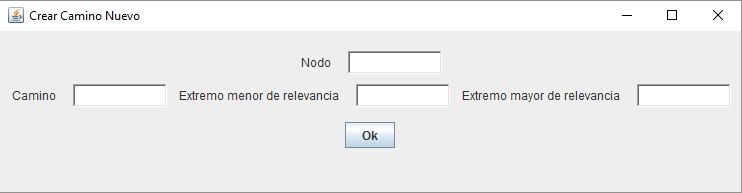 Crear Camino Nuevo
Nodo
Camino Extremo menor de relevancia Extremo mayor de relevancia
Ok